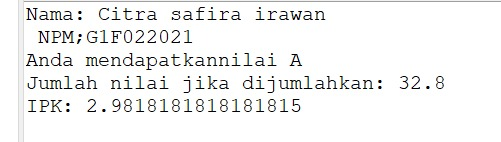 Nama: Citra safira irawan
NPM;G1F022021
Anda mendapatkannilai A
Jumlah nilai jika dijumlahkan: 32.8
IPK: 2.9818181818181815